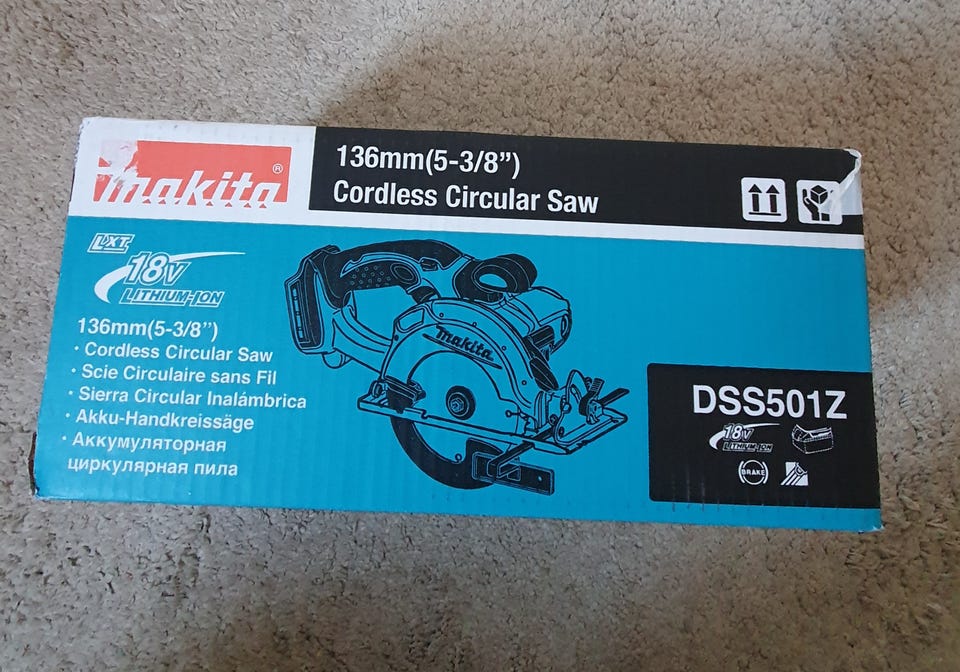 makita®
136mm(5-3/8”)
Cordless Circular Saw
LXT
18V
LITHIUM-ION
136mm(5-3/8”)
· Cordless Circular Saw
· Scie Circulaire sans Fil
· Sierra Circular Inalámbrica
· Akku-Handkreissäge
· Аккумуляторная
циркулярная пила
makita
DSS501Z
18V
LITHIUM-ION
BRAKE